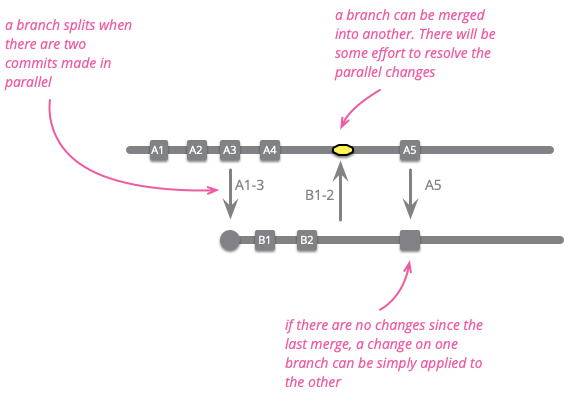 a branch can be merged
into another. There will be
some effort to resolve the
parallel changes
a branch splits when
there are two
commits made in
parallel
A1 A2 A3 A4 A5
A1-3 B1-2 A5
B1 B2
if there are no changes since the
last merge, a change on one
branch can be simply applied to
the other